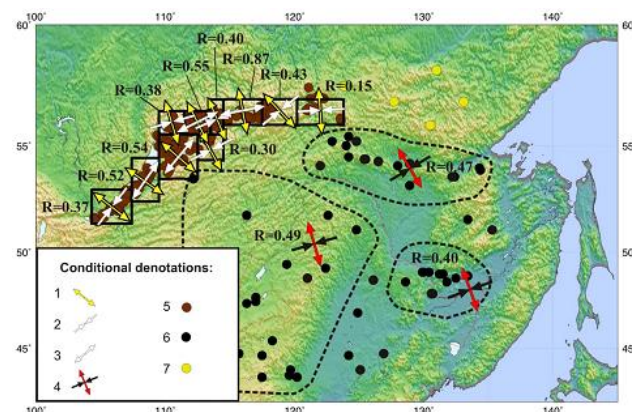 100° 110° 120° 130° 140°
60° 60°
R=0.40
R=0.55 R=0.87
R=0.38 R=0.43
R=0.15
55° 55°
R=0.54 R=0.30
R=0.52 R=0.47
R=0.37
50° 50°
R=0.49 R=0.40
Conditional denotations:
1 5
2 6
3 7
4
45° 45°
100° 110° 120° 130° 140°